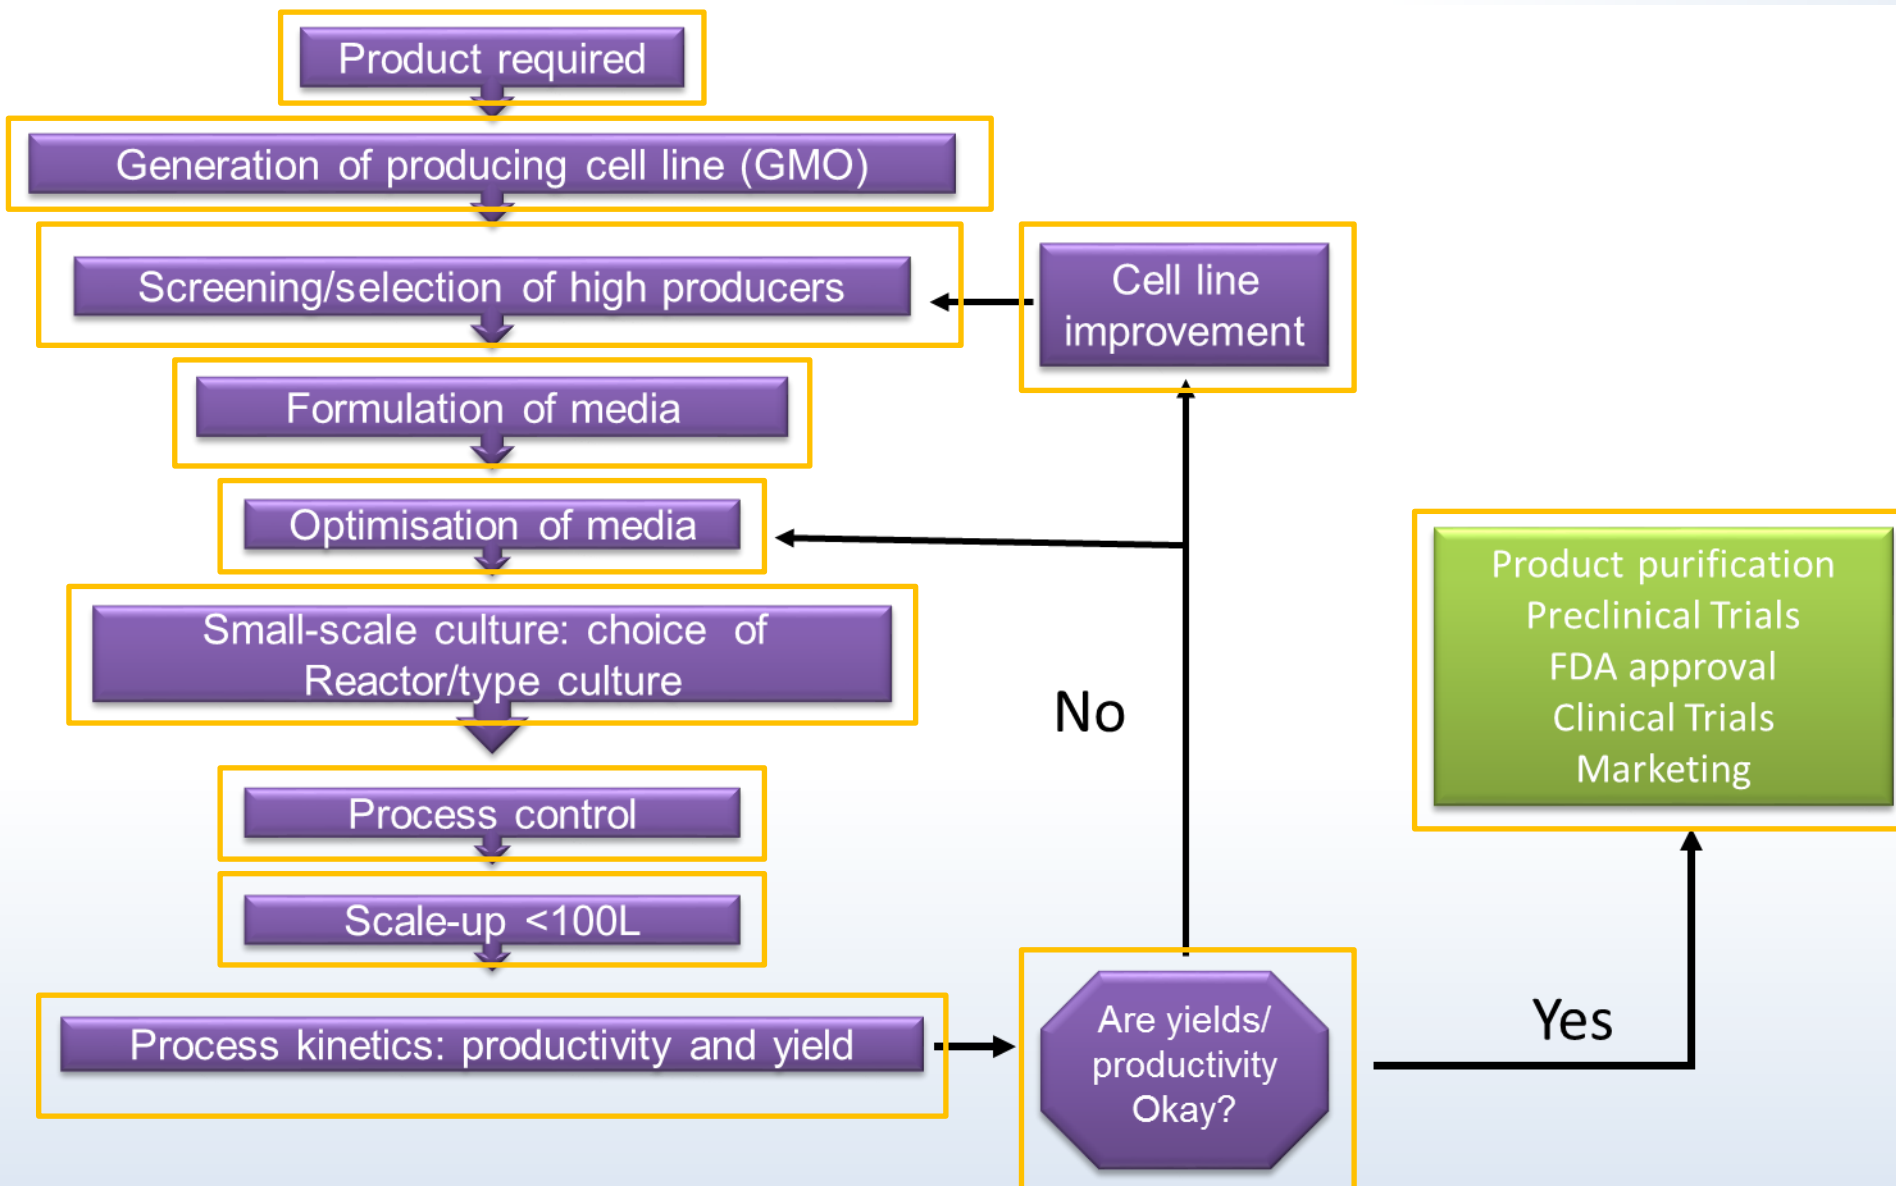 Product required
Generation of producing cell line (GMO)
Screening/selection of high producers
Cell line
improvement
Formulation of media
Optimisation of media
Small-scale culture: choice of
Reactor/type culture
Process control
Scale-up <100L
Process kinetics: productivity and yield
Are yields/
productivity
Okay?
No
Yes
Product purification
Preclinical Trials
FDA approval
Clinical Trials
Marketing